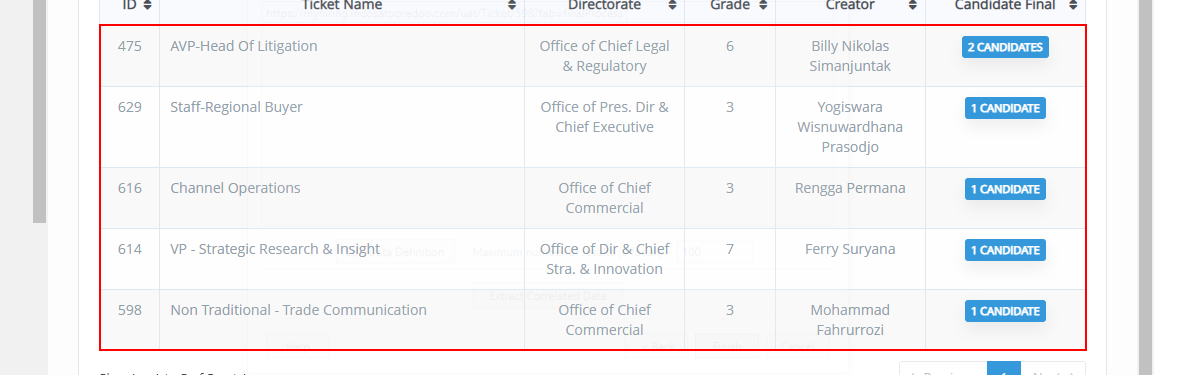 ID Ticket Name Directorate Grade Creator Candidate Final
475 AVP-Head Of Litigation Office of Chief Legal 6 Billy Nikolas 2 CANDIDATES
& Regulatory Simanjuntak
629 Staff-Regional Buyer Office of Pres. Dir & 3 Yogiswara 1 CANDIDATE
Chief Executive Wisnuwardhana
Prasodjo
616 Channel Operations Office of Chief 3 Rengga Permana 1 CANDIDATE
Commercial
614 VP - Strategic Research & Insight Office of Dir & Chief 7 Ferry Suryana 1 CANDIDATE
Stra. & Innovation
Extract Correlated Data
598 Non Traditional - Trade Communication Office of Chief 3 Mohammad 1 CANDIDATE
Commercial Fahrurrozi